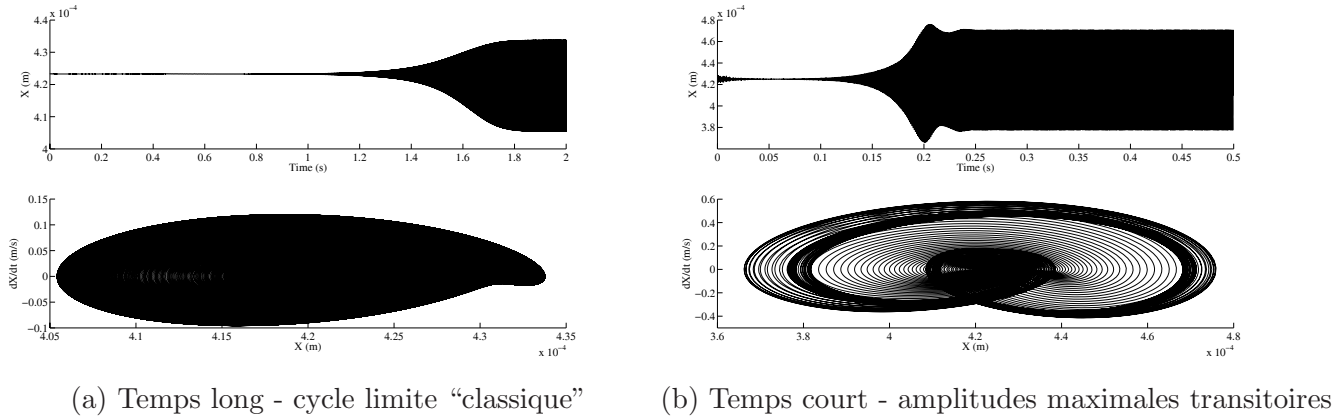 x 10⁻⁴
4.4
4.3
4.2
4.1
4
X (m)
0 0.2 0.4 0.6 0.8 1 1.2 1.4 1.6 1.8 2
Time (s)
0.15
0.1
0.05
0
−0.05
−0.1
dX/dt (m/s)
4.05 4.1 4.15 4.2 4.25 4.3 4.35
X (m)
x 10⁻⁴
(a) Temps long - cycle limite “classique”
x 10⁻⁴
4.8
4.6
4.4
4.2
4
3.8
X (m)
0 0.05 0.1 0.15 0.2 0.25 0.3 0.35 0.4 0.45 0.5
Time (s)
0.6
0.4
0.2
0
−0.2
−0.4
dX/dt (m/s)
3.6 3.8 4 4.2 4.4 4.6 4.8
X (m)
x 10⁻⁴
(b) Temps court - amplitudes maximales transitoires